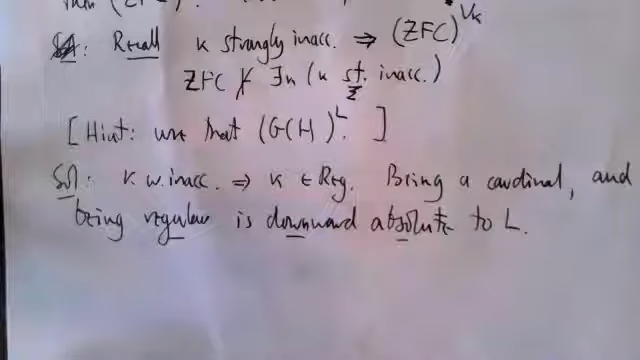 SA: Recall κ strongly inacc. ⇒ (ZFC)^{V_κ}
ZFC ⊬ ∃κ (κ st. inacc.)
[Hint: use that (GCH)^L. ]
Sol: κ w. inacc. ⇒ κ ∈ Reg. Being a cardinal, and
being regular is downward absolute to L.